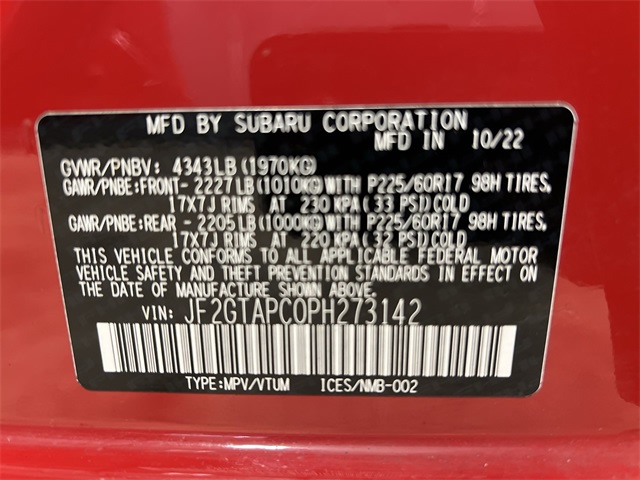 MFD BY SUBARU CORPORATION
MFD IN 10/22
GVWR/PNBV: 4343LB(1970KG)
GAWR/PNBE:FRONT-2227LB(1010KG)WITH P225/60R17 98H TIRES,
17X7J RIMS AT 230 KPA(33 PSI)COLD
GAWR/PNBE:REAR -2205LB(1000KG)WITH P225/60R17 98H TIRES,
17X7J RIMS AT 220 KPA(32 PSI)COLD
THIS VEHICLE CONFORMS TO ALL APPLICABLE FEDERAL MOTOR
VEHICLE SAFETY AND THEFT PREVENTION STANDARDS IN EFFECT ON
THE DATE OF MANUFACTURE SHOWN ABOVE.
VIN: JF2GTAPC0PH273142
TYPE:MPV/VTUM ICES/NMB-002